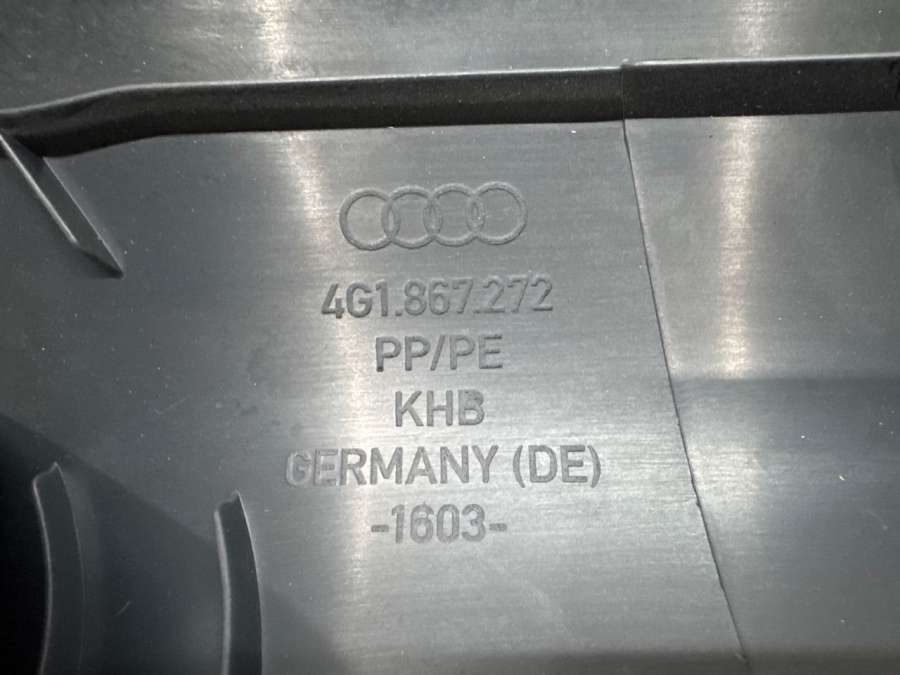 4G1.867.272
PP/PE
KHB
GERMANY (DE)
-1603-